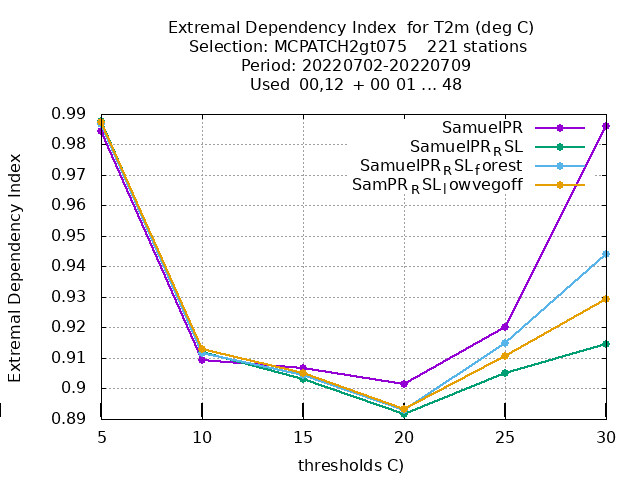 Extremal Dependency Index for T2m (deg C)
Selection: MCPATCH2gt075 221 stations
Period: 20220702-20220709
Used 00,12 + 00 01 ... 48
Extremal Dependency Index
0.99
0.98
0.97
0.96
0.95
0.94
0.93
0.92
0.91
0.9
0.89
SamuelPR
SamuelPR_RSL
SamuelPR_RSL_forest
SamPR_RSL_lowvegoff
5 10 15 20 25 30
thresholds C)